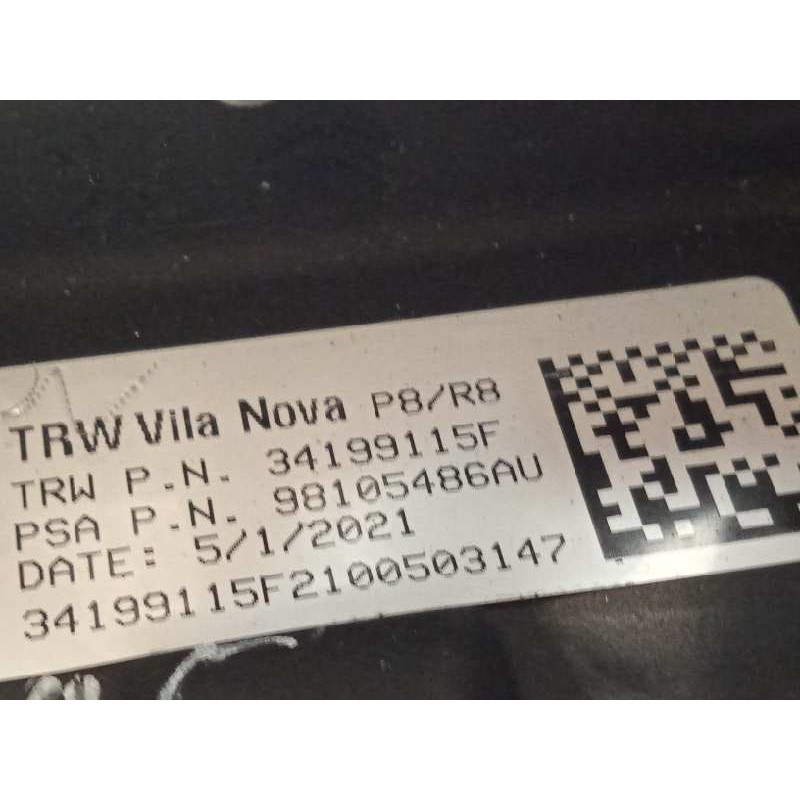 TRW Vila Nova P8/R8
TRW P.N. 34199115F
PSA P.N. 98105486AU
DATE: 5/1/2021
34199115F2100503147